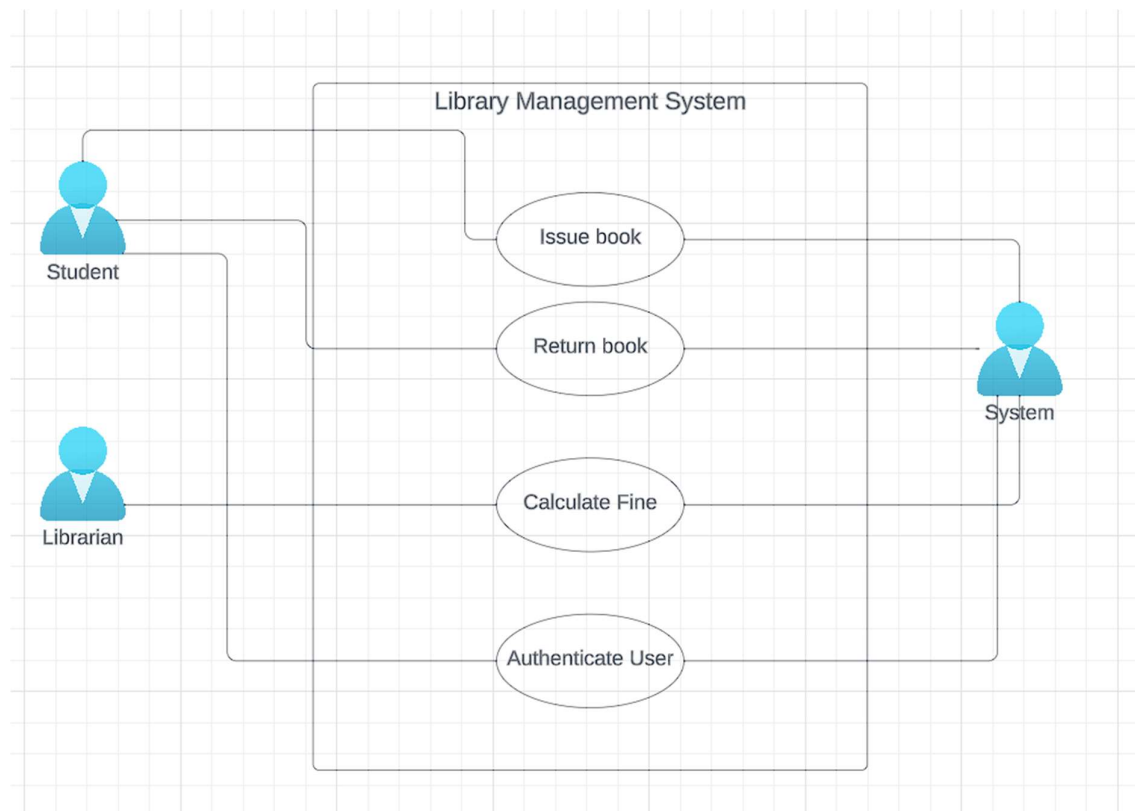 Library Management System
Issue book
Student
Return book
System
Calculate Fine
Librarian
Authenticate User